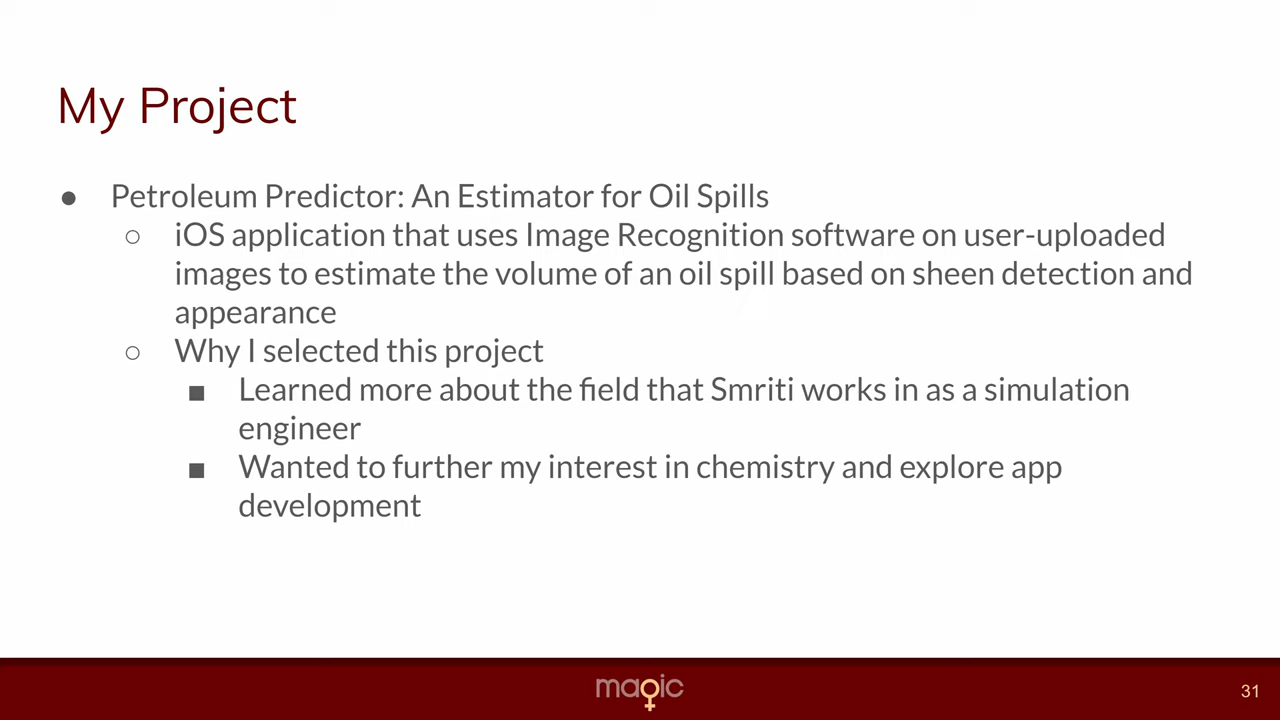 My Project
● Petroleum Predictor: An Estimator for Oil Spills
○ iOS application that uses Image Recognition software on user-uploaded
images to estimate the volume of an oil spill based on sheen detection and
appearance
○ Why I selected this project
■ Learned more about the field that Smriti works in as a simulation
engineer
■ Wanted to further my interest in chemistry and explore app
development
magic
31